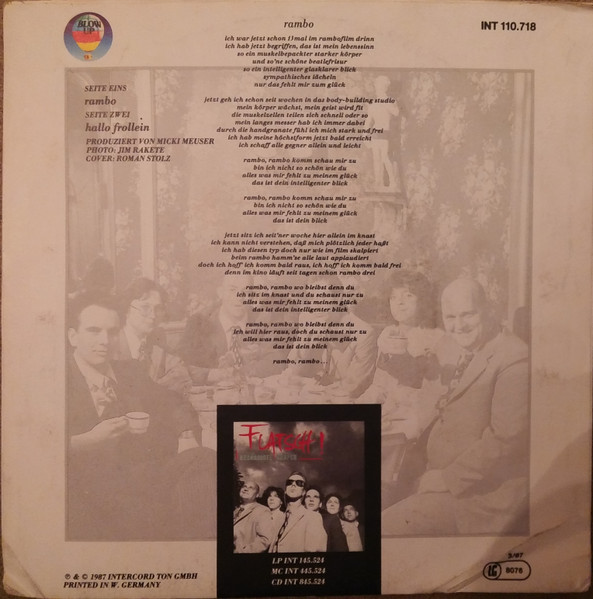 BLOW UP
rambo
INT 110.718
ich war jetzt schon 13mal im rambofilm drinn
ich hab jetzt begriffen, das ist mein lebenssinn
so ein muskelbepackter starker körper
und so'ne schöne beatlefrisur
so ein intelligenter glasklarer blick
sympathisches lächeln
nur das fehlt mir zum glück
SEITE EINS
rambo
SEITE ZWEI
hallo frollein
PRODUZIERT VON MICKI MEUSER
PHOTO: JIM RAKETE
COVER: ROMAN STOLZ
jetzt geh ich schon seit wochen in das body-building studio
mein körper wächst, mein geist wird fit
die muskelzellen teilen sich schnell oder so
mein langes messer hab ich immer dabei
durch die handgranate fühl ich mich stark und frei
ich hab meine höchstform jetzt bald erreicht
ich schaff alle gegner allein und leicht
rambo, rambo komm schau mir zu
bin ich nicht so schön wie du
alles was mir fehlt zu meinem glück
das ist dein intelligenter blick
rambo, rambo komm schau mir zu
bin ich nicht so schön wie du
alles was mir fehlt zu meinem glück
das ist dein blick
jetzt sitz ich seit'ner woche hier allein im knast
ich kann nicht verstehen, daß mich plötzlich jeder haßt
ich hab diesen typ doch nur wie im film skalpiert
beim rambo hamm'se alle laut applaudiert
doch ich hoff' ich komm bald raus, ich hoff' ich komm bald frei
denn im kino läuft seit tagen schon rambo drei
rambo, rambo wo bleibst denn du
ich sitz im knast und du schaust nur zu
alles was mir fehlt zu meinem glück
das ist dein intelligenter blick
rambo, rambo wo bleibst denn du
ich will hier raus, doch du schaust nur zu
alles was mir fehlt zu meinem glück
das ist dein blick
rambo, rambo...
FLATSCH!
LP INT 145.524
MC INT 445.524
CD INT 845.524
℗ & © 1987 INTERCORD TON GMBH
PRINTED IN W. GERMANY
3/87
LC 8076